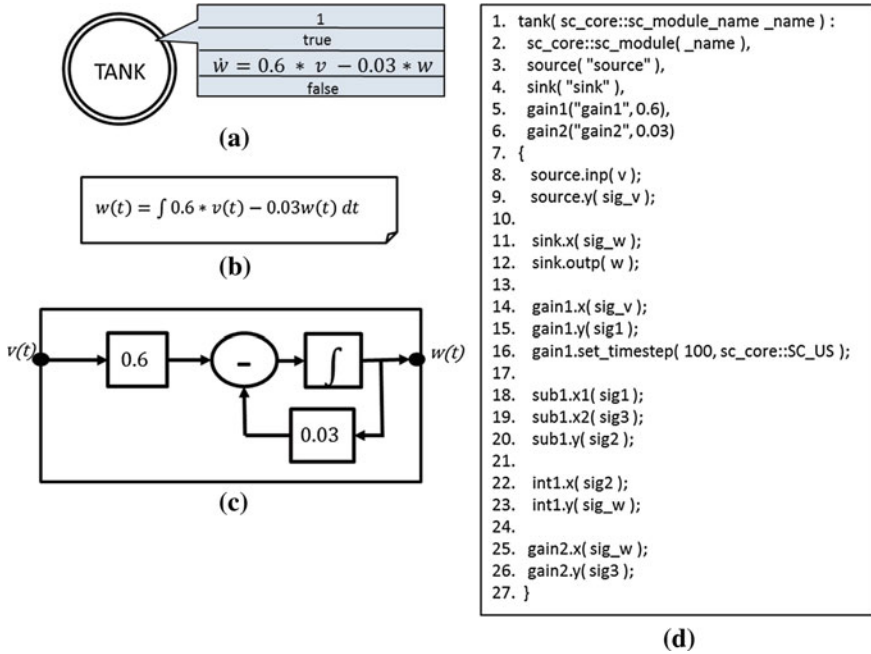 TANK
1
true
ẇ = 0.6 * v − 0.03 * w
false
(a)
w(t) = ∫ 0.6 * v(t) − 0.03w(t) dt
(b)
v(t)
0.6
-
∫
w(t)
0.03
(c)
1. tank( sc_core::sc_module_name _name ) :
2. sc_core::sc_module( _name ),
3. source( "source" ),
4. sink( "sink" ),
5. gain1("gain1", 0.6),
6. gain2("gain2", 0.03)
7. {
8. source.inp( v );
9. source.y( sig_v );
10.
11. sink.x( sig_w );
12. sink.outp( w );
13.
14. gain1.x( sig_v );
15. gain1.y( sig1 );
16. gain1.set_timestep( 100, sc_core::SC_US );
17.
18. sub1.x1( sig1 );
19. sub1.x2( sig3 );
20. sub1.y( sig2 );
21.
22. int1.x( sig2 );
23. int1.y( sig_w );
24.
25. gain2.x( sig_w );
26. gain2.y( sig3 );
27. }
(d)